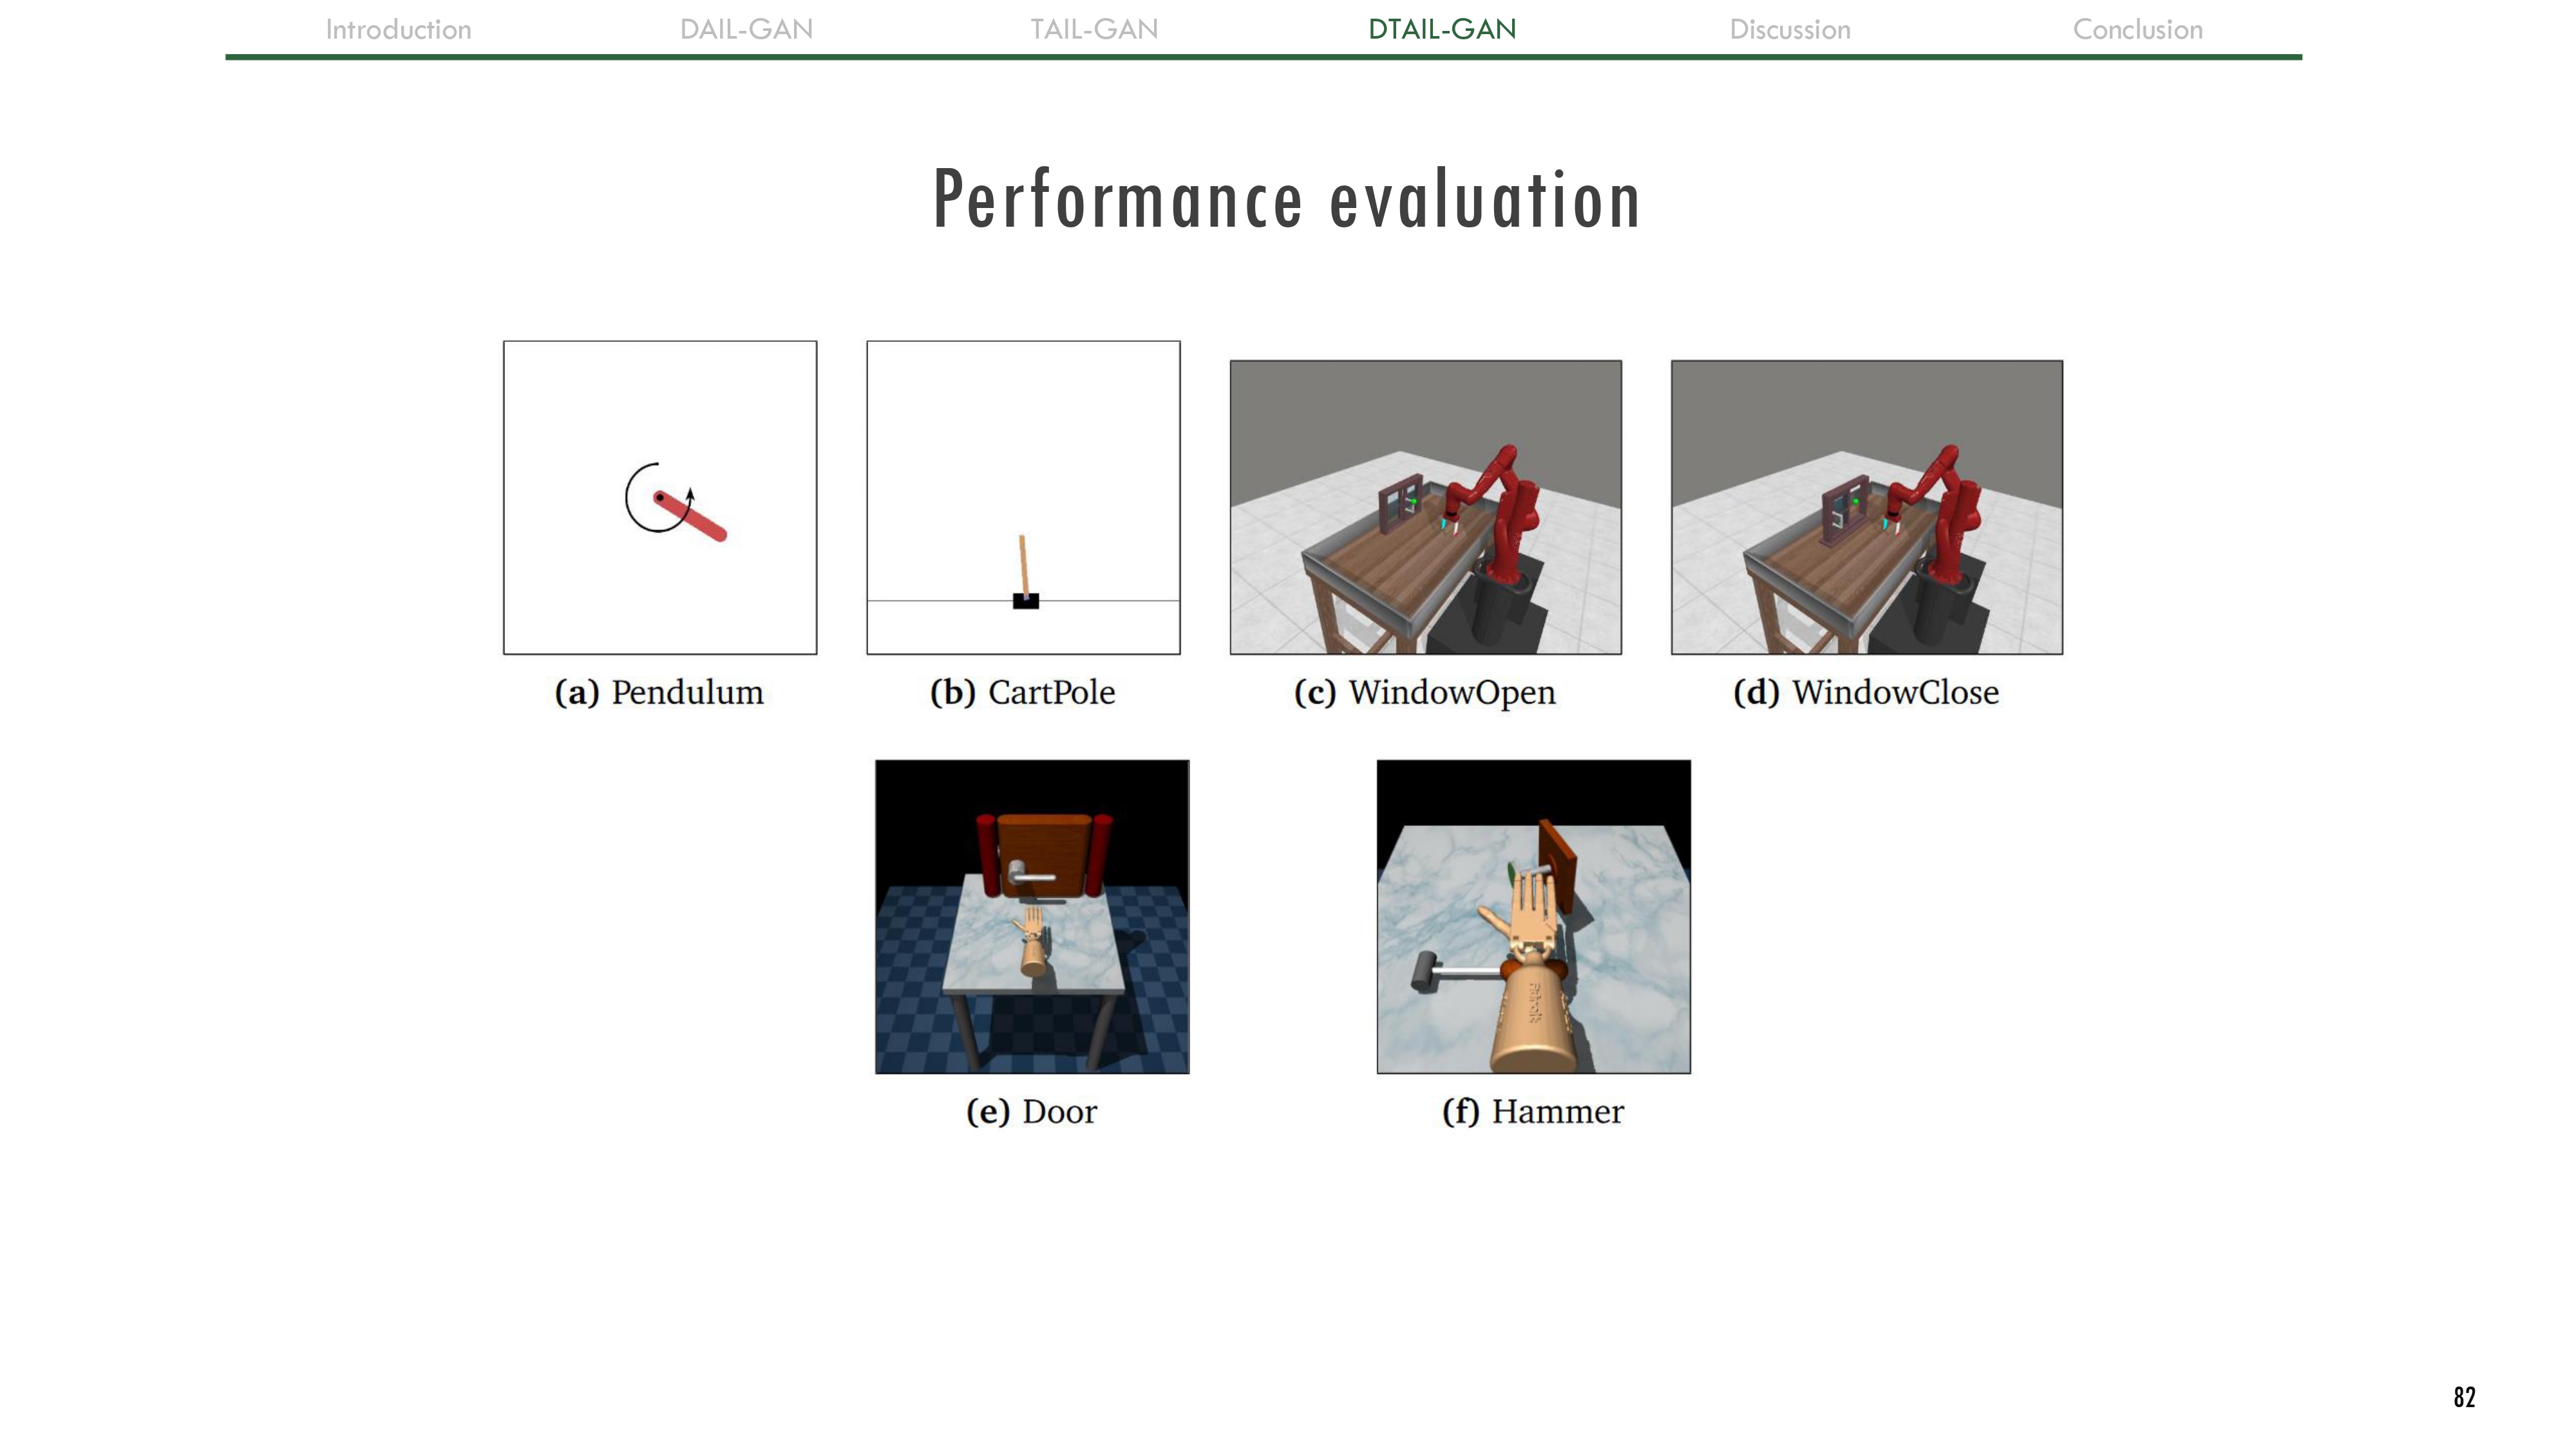 Introduction DAIL-GAN TAIL-GAN DTAIL-GAN Discussion Conclusion
Performance evaluation
(a) Pendulum (b) CartPole (c) WindowOpen (d) WindowClose
(e) Door (f) Hammer
82